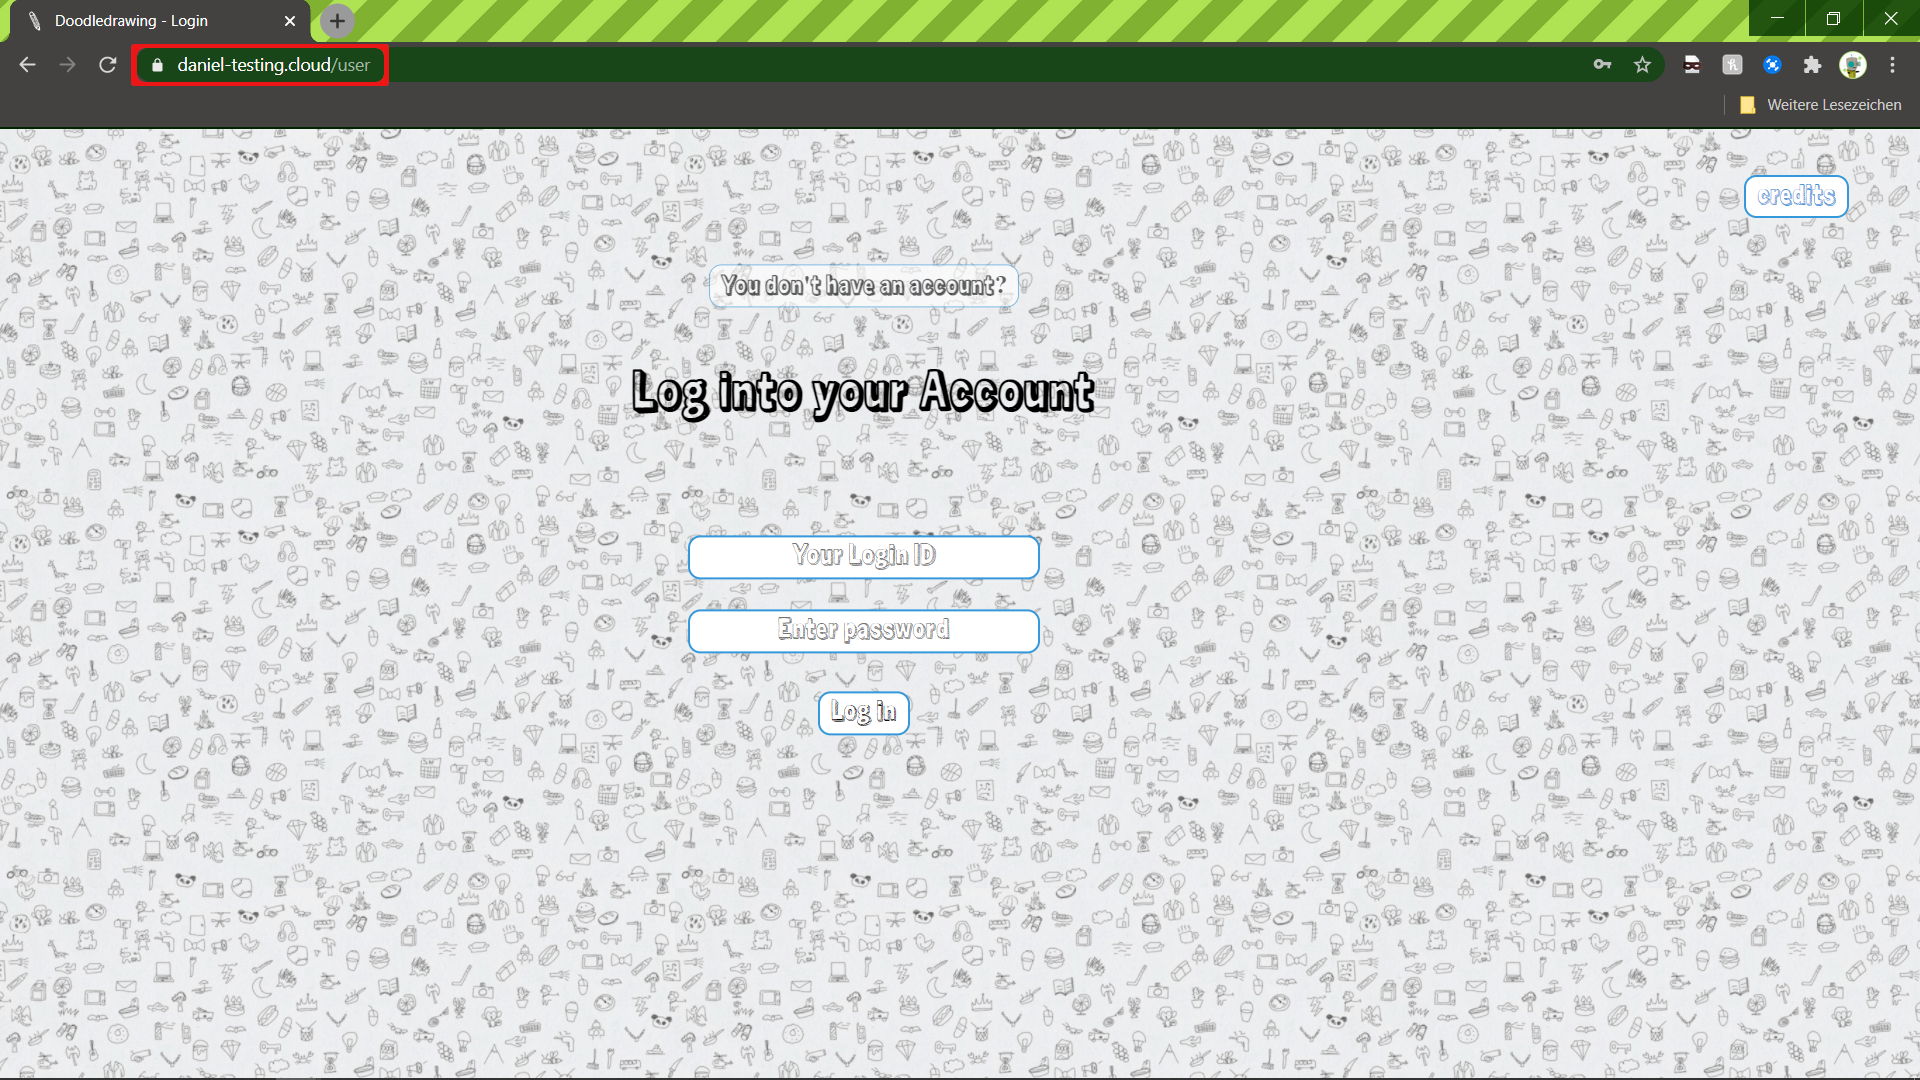 Doodledrawing - Login
daniel-testing.cloud/user
Weitere Lesezeichen
credits
You don't have an account?
Log into your Account
Your Login ID
Enter password
Log in